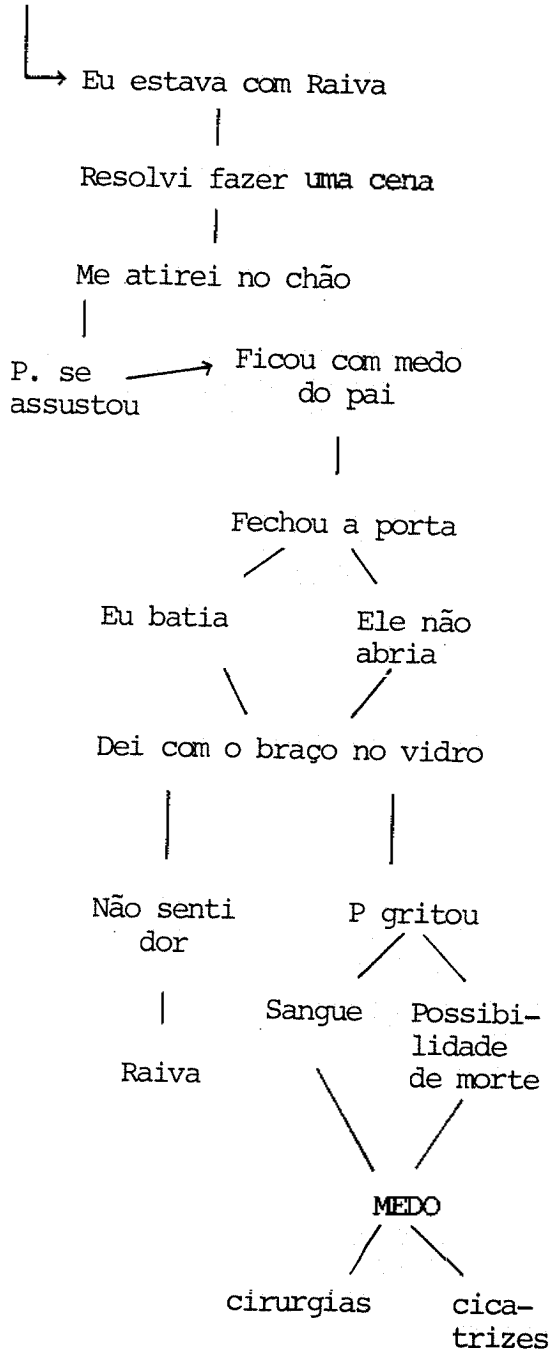 Eu estava com Raiva
Resolvi fazer uma cena
Me atirei no chão
P. se
assustou
Ficou com medo
do pai
Fechou a porta
Eu batia
Ele não
abria
Dei com o braço no vidro
Não senti
dor
P gritou
Raiva
Sangue
Possibi-
lidade
de morte
MEDO
cirurgias
cica-
trizes